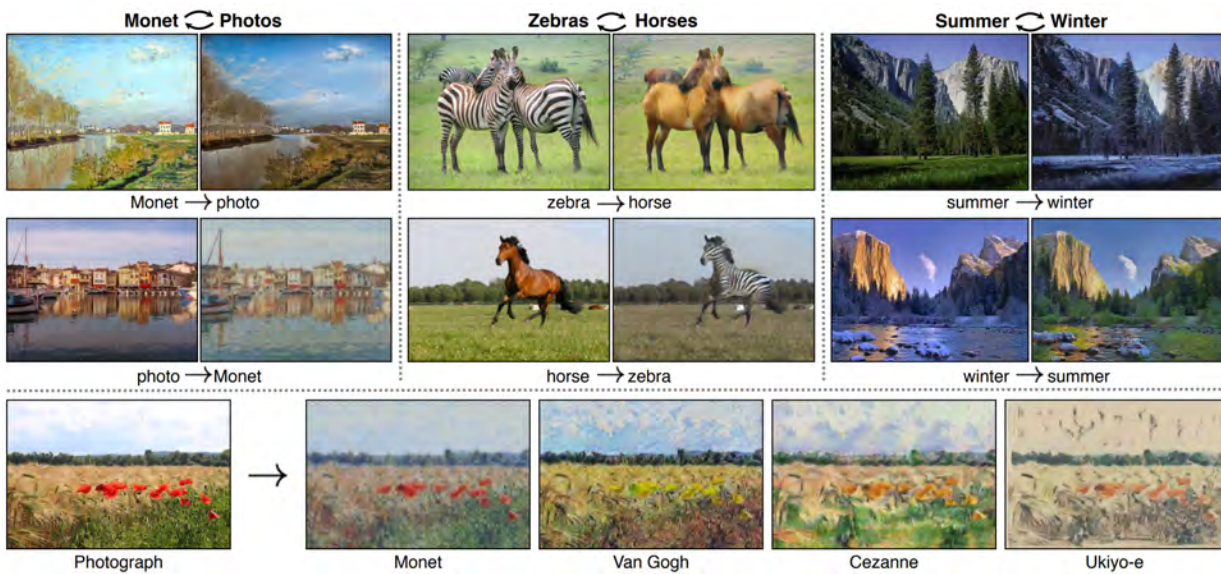 Monet Photos
Zebras Horses
Summer Winter
Monet → photo
zebra → horse
summer → winter
photo → Monet
horse → zebra
winter → summer
Photograph
Monet
Van Gogh
Cezanne
Ukiyo-e